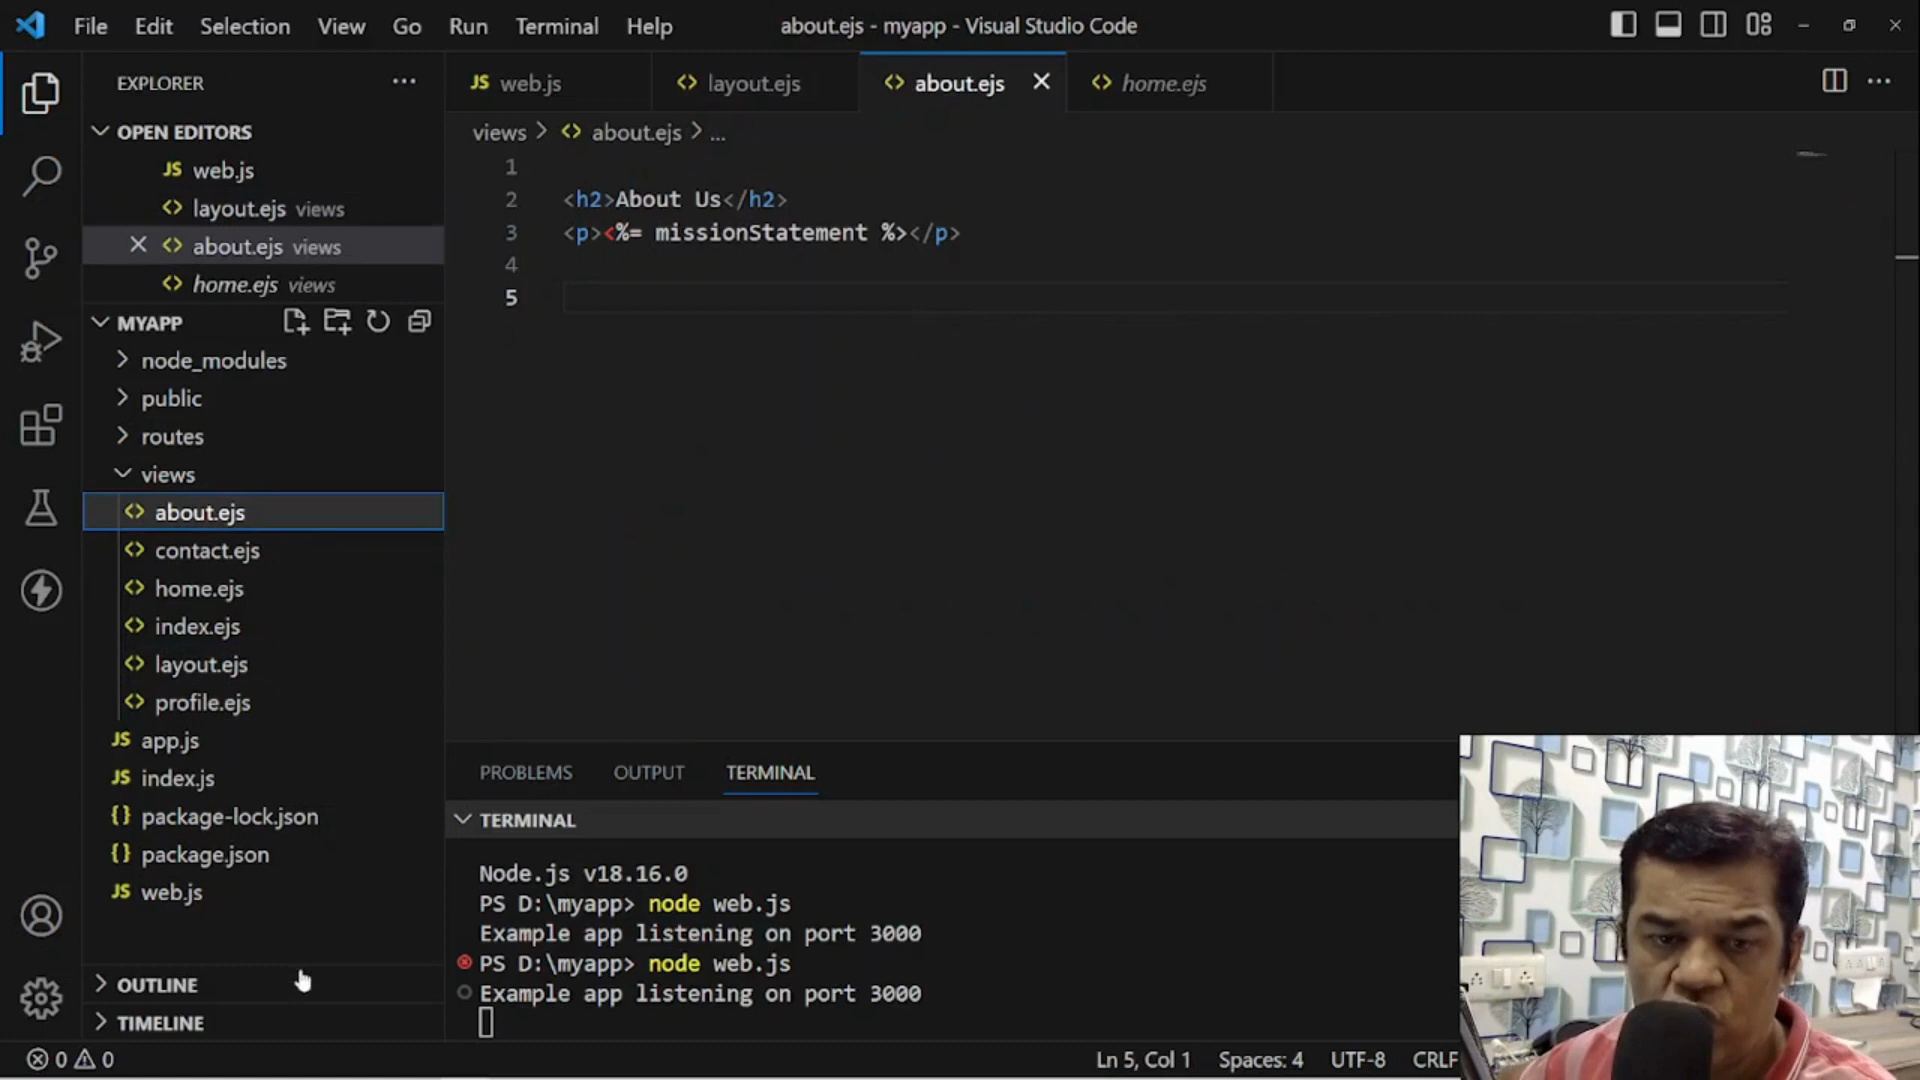 File Edit Selection View Go Run Terminal Help about.ejs - myapp - Visual Studio Code
EXPLORER
OPEN EDITORS
JS web.js
<> layout.ejs views
<> about.ejs views
<> home.ejs views
MYAPP
node_modules
public
routes
views
<> about.ejs
<> contact.ejs
<> home.ejs
<> index.ejs
<> layout.ejs
<> profile.ejs
JS app.js
JS index.js
{} package-lock.json
{} package.json
JS web.js
OUTLINE
TIMELINE
JS web.js <> layout.ejs <> about.ejs <> home.ejs
views > <> about.ejs > ...
1
2 <h2>About Us</h2>
3 <p><%= missionStatement %></p>
4
5
PROBLEMS OUTPUT TERMINAL
TERMINAL
Node.js v18.16.0
PS D:\myapp> node web.js
Example app listening on port 3000
PS D:\myapp> node web.js
Example app listening on port 3000
0 0 Ln 5, Col 1 Spaces: 4 UTF-8 CRLF